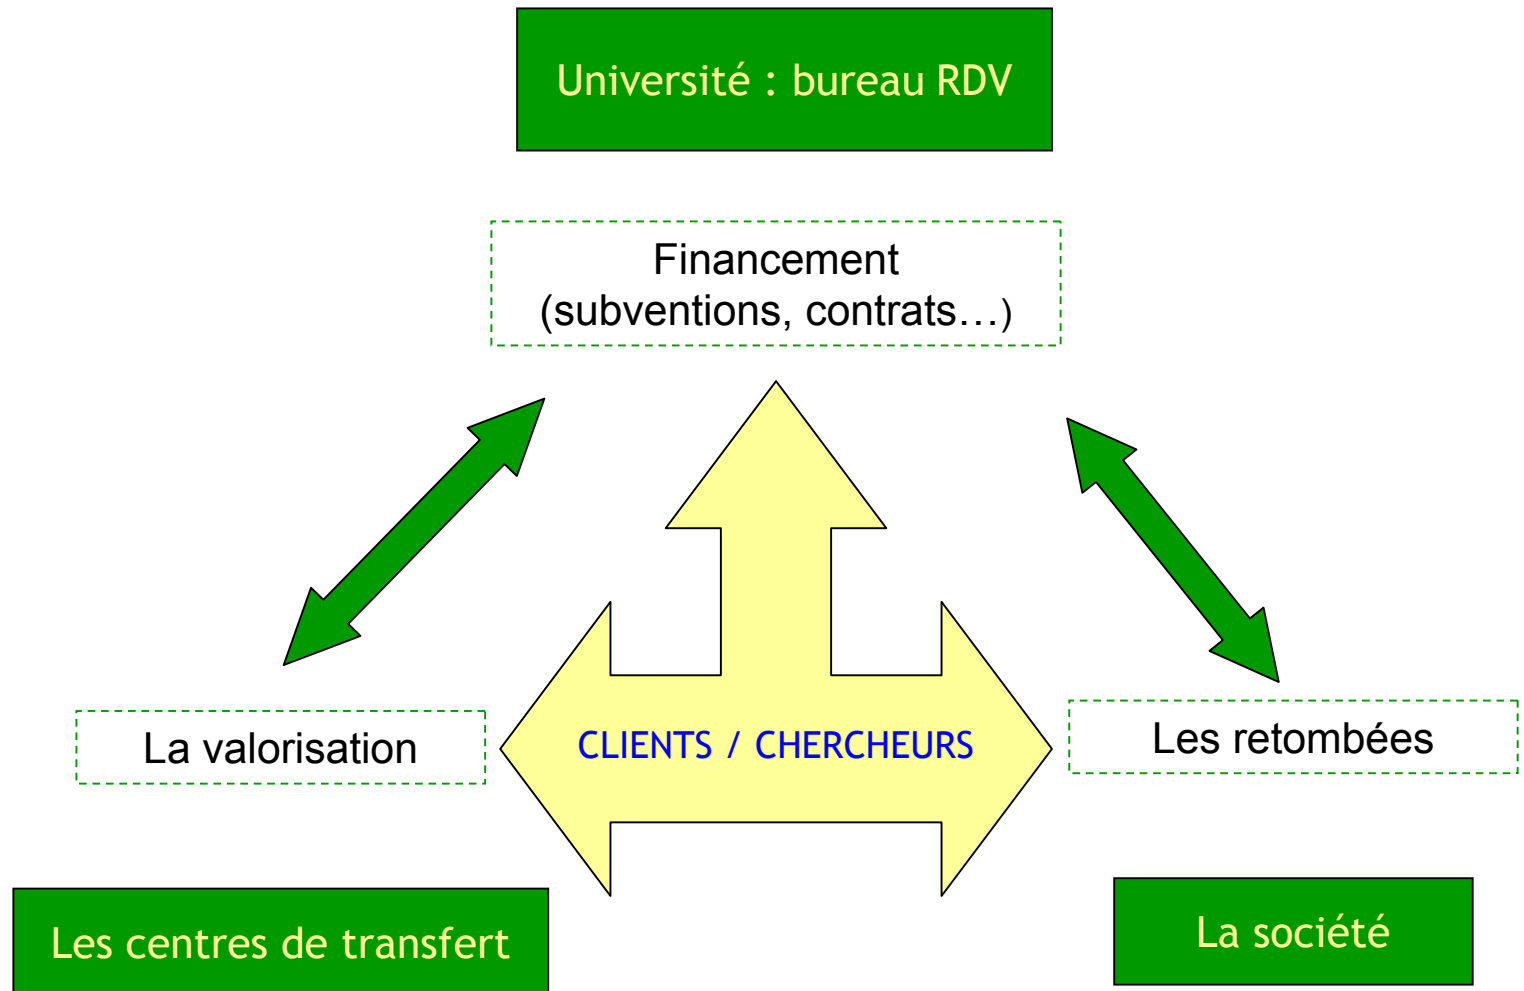 Université : bureau RDV
Financement
(subventions, contrats…)
La valorisation
CLIENTS / CHERCHEURS
Les retombées
Les centres de transfert
La société